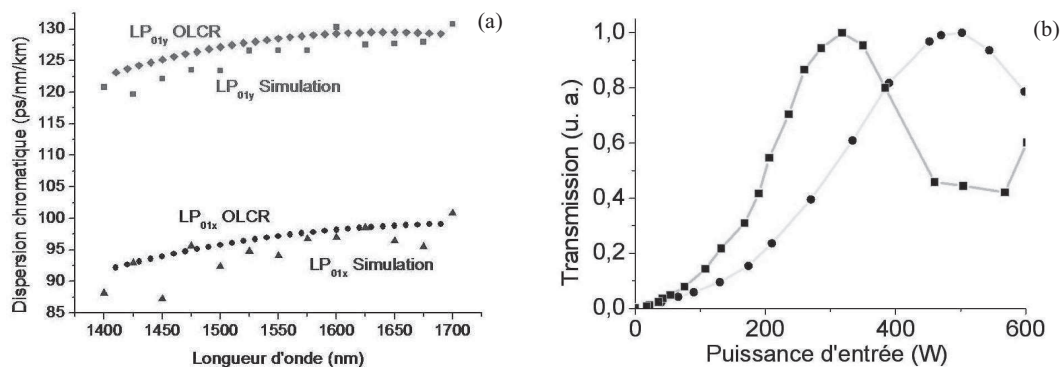 (a)
Dispersion chromatique (ps/nm/km)
135
130
125
120
115
110
105
100
95
90
85
LP01y OLCR
LP01y Simulation
LP01x OLCR
LP01x Simulation
1400 1450 1500 1550 1600 1650 1700
Longueur d'onde (nm)
(b)
Transmission (u. a.)
1,0
0,8
0,6
0,4
0,2
0,0
0 200 400 600
Puissance d'entrée (W)